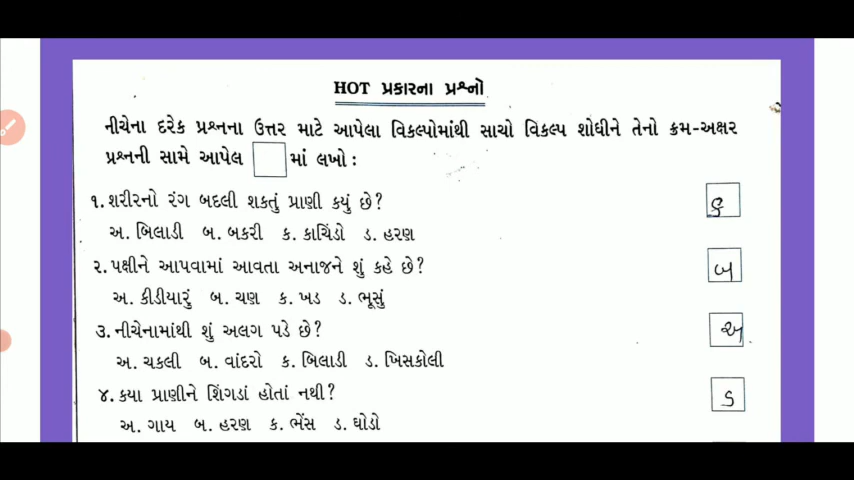 HOT પ્રકારના પ્રશ્નો
નીચેના દરેક પ્રશ્નના ઉત્તર માટે આપેલા વિકલ્પોમાંથી સાચો વિકલ્પ શોધીને તેનો ક્રમ-અક્ષર
પ્રશ્નની સામે આપેલ માં લખો :
૧. શરીરનો રંગ બદલી શકતું પ્રાણી કયું છે? ક
અ. બિલાડી બ. બકરી ક. કાચિંડો ડ. હરણ
૨. પક્ષીને આપવામાં આવતા અનાજને શું કહે છે? બ
અ. કીડીયારું બ. ચણ ક. ખડ ડ. ભૂસું
૩. નીચેનામાંથી શું અલગ પડે છે? અ
અ. ચકલી બ. વાંદરો ક. બિલાડી ડ. ખિસકોલી
૪. કયા પ્રાણીને શિંગડાં હોતાં નથી? ડ
અ. ગાય બ. હરણ ક. ભેંસ ડ. ઘોડો